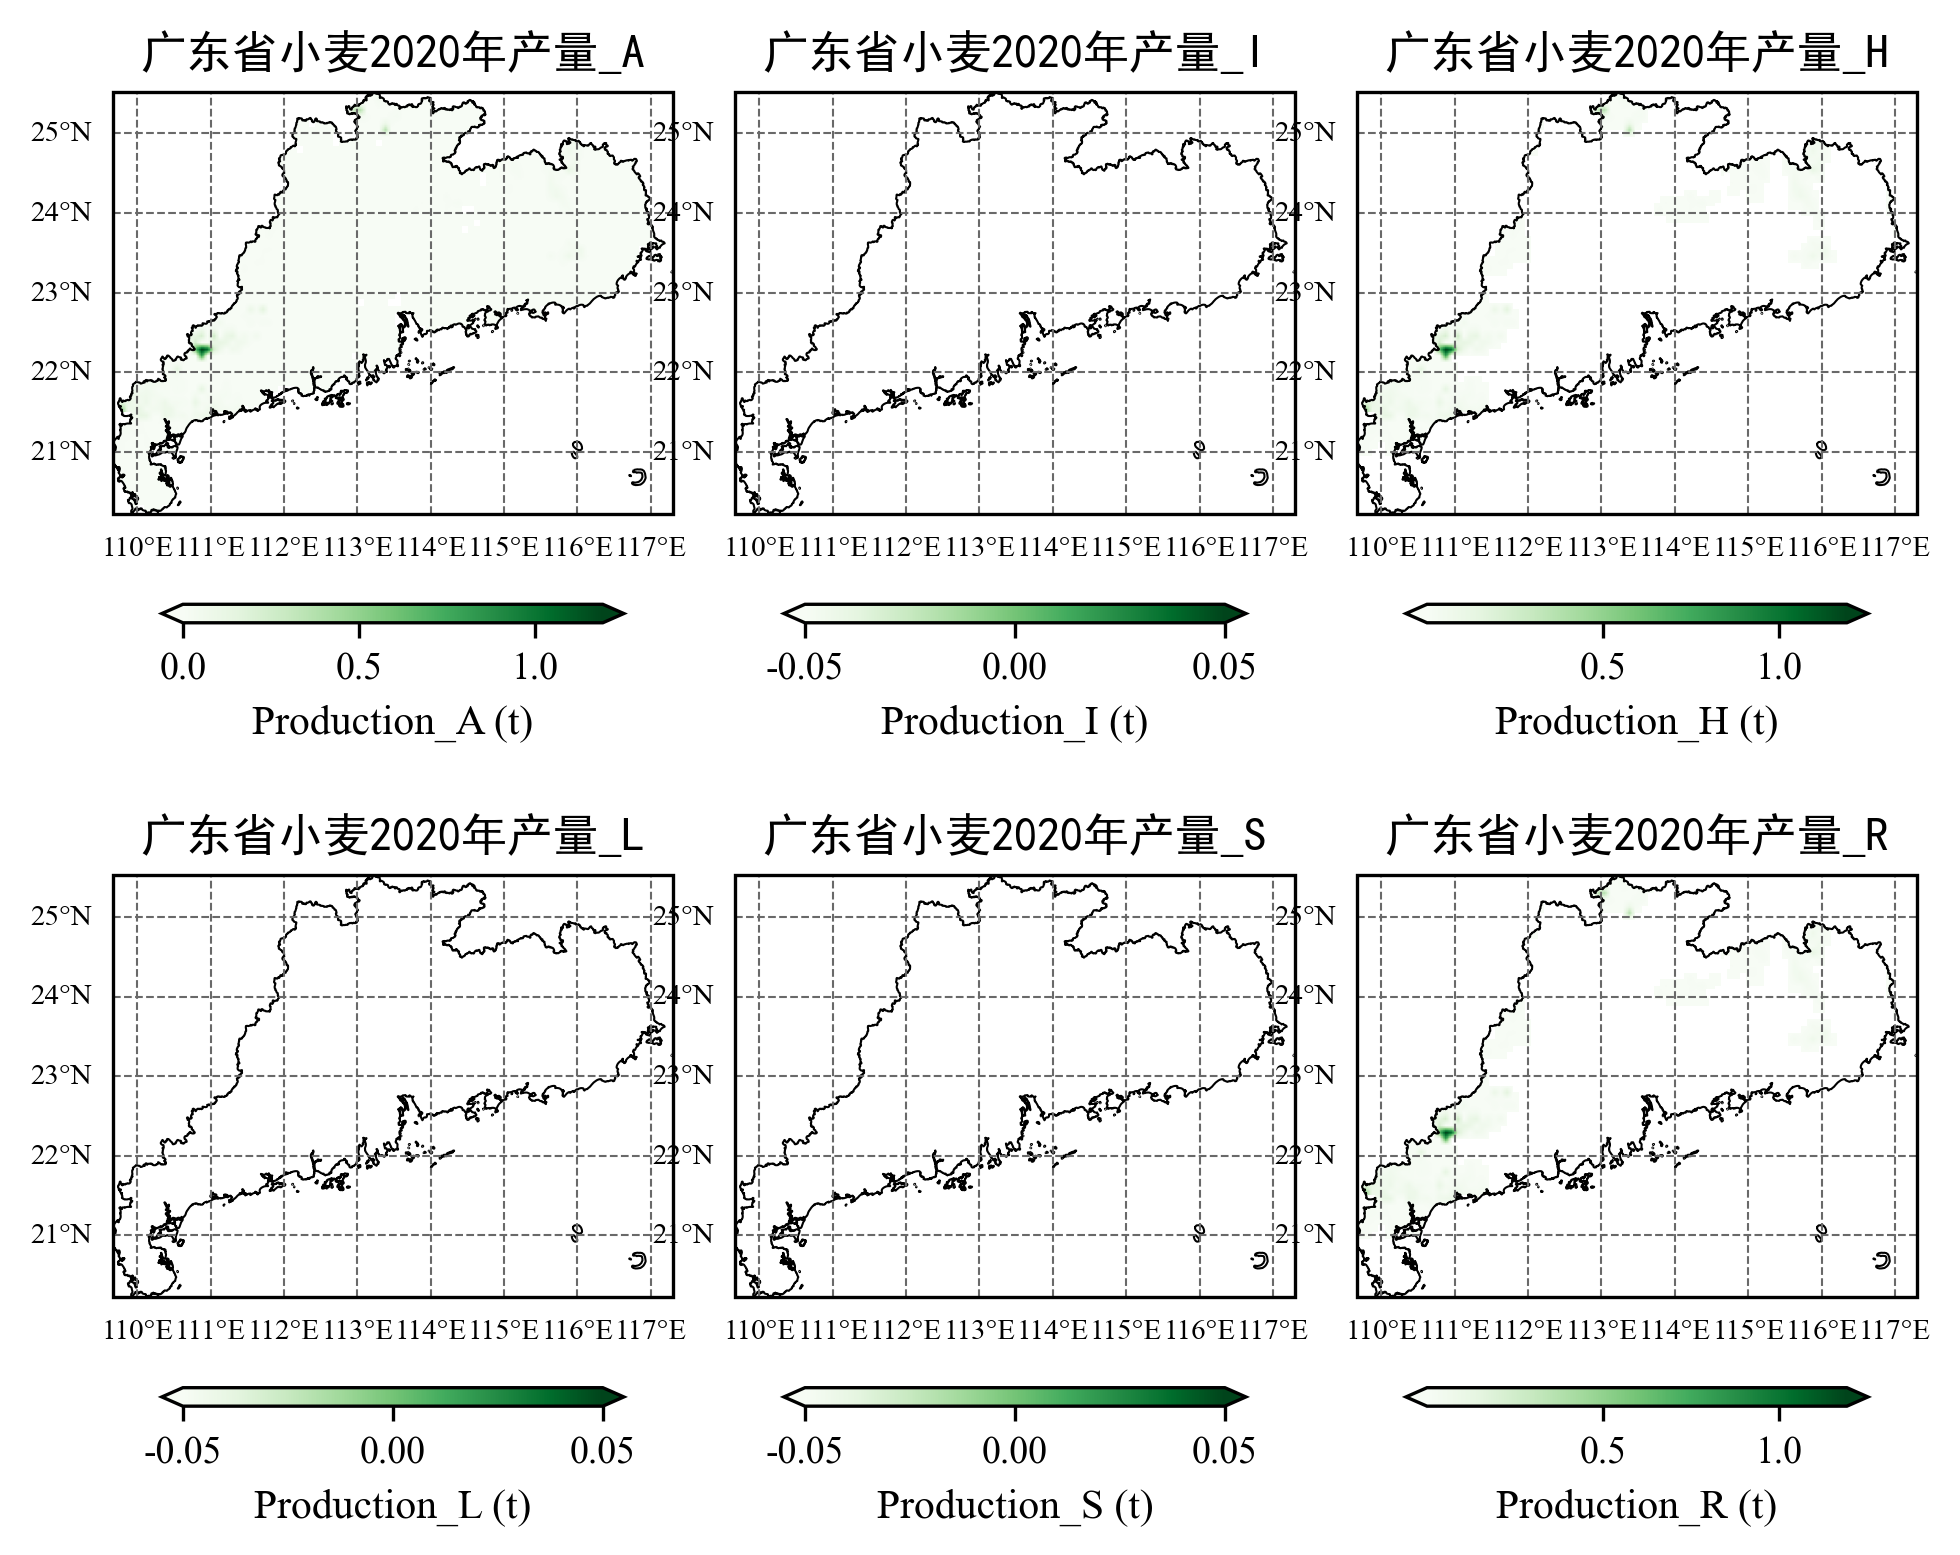 广东省小麦2020年产量_A 广东省小麦2020年产量_I 广东省小麦2020年产量_H
25°N 25°N 25°N
24°N 24°N 24°N
23°N 23°N 23°N
22°N 22°N 22°N
21°N 21°N 21°N
110°E 111°E 112°E 113°E 114°E 115°E 116°E 117°E 110°E 111°E 112°E 113°E 114°E 115°E 116°E 117°E 110°E 111°E 112°E 113°E 114°E 115°E 116°E 117°E
0.0 0.5 1.0 -0.05 0.00 0.05 0.5 1.0
Production_A (t) Production_I (t) Production_H (t)
广东省小麦2020年产量_L 广东省小麦2020年产量_S 广东省小麦2020年产量_R
25°N 25°N 25°N
24°N 24°N 24°N
23°N 23°N 23°N
22°N 22°N 22°N
21°N 21°N 21°N
110°E 111°E 112°E 113°E 114°E 115°E 116°E 117°E 110°E 111°E 112°E 113°E 114°E 115°E 116°E 117°E 110°E 111°E 112°E 113°E 114°E 115°E 116°E 117°E
-0.05 0.00 0.05 -0.05 0.00 0.05 0.5 1.0
Production_L (t) Production_S (t) Production_R (t)